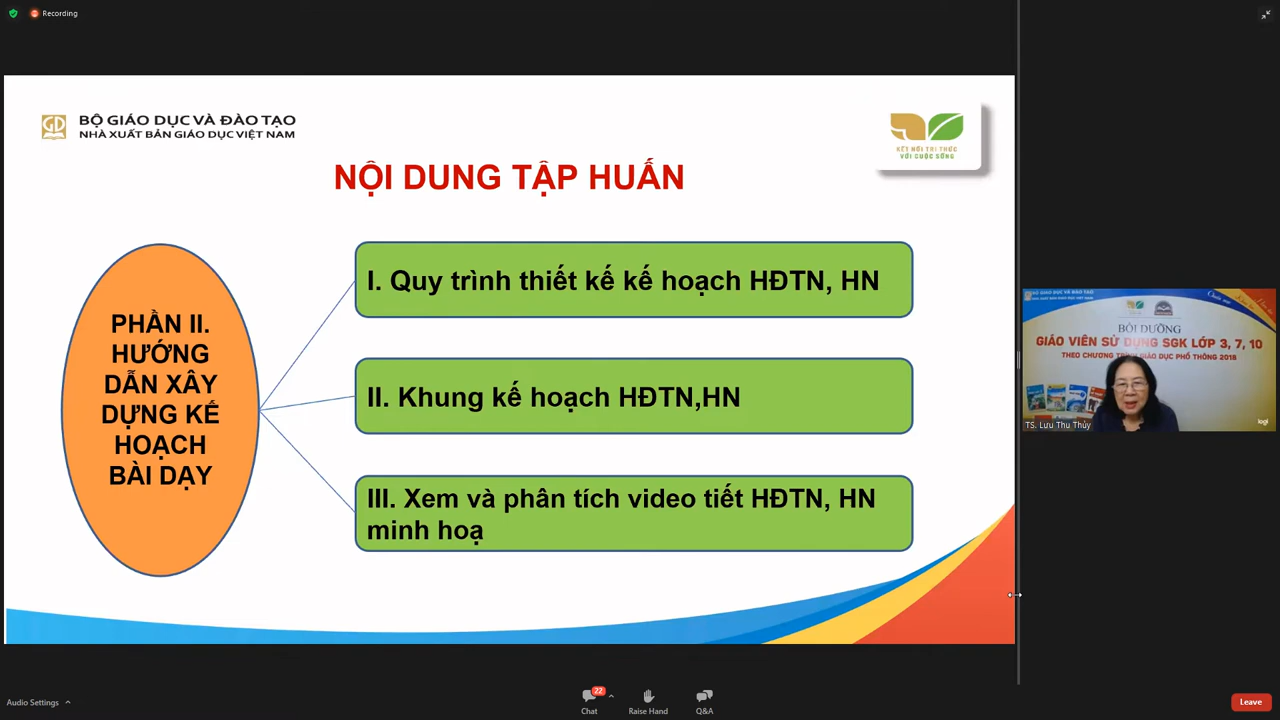 Recording
BỘ GIÁO DỤC VÀ ĐÀO TẠO
NHÀ XUẤT BẢN GIÁO DỤC VIỆT NAM
KẾT NỐI TRI THỨC
VỚI CUỘC SỐNG
NỘI DUNG TẬP HUẤN
PHẦN II.
HƯỚNG
DẪN XÂY
DỰNG KẾ
HOẠCH
BÀI DẠY
I. Quy trình thiết kế kế hoạch HĐTN, HN
II. Khung kế hoạch HĐTN,HN
III. Xem và phân tích video tiết HĐTN, HN
minh hoạ
BỒI DƯỠNG
GIÁO VIÊN SỬ DỤNG SGK LỚP 3, 7, 10
THEO CHƯƠNG TRÌNH GIÁO DỤC PHỔ THÔNG 2018
logi
TS. Lưu Thu Thủy
Audio Settings
22
Chat
Raise Hand
Q&A
Leave